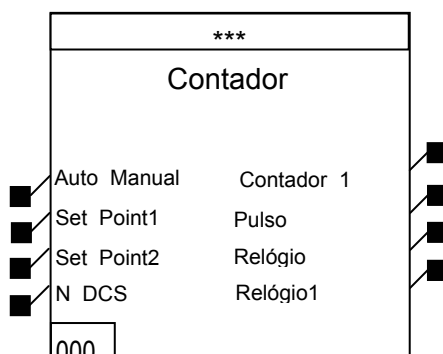 ***
Contador
Auto Manual Contador 1
Set Point1 Pulso
Set Point2 Relógio
N DCS Relógio1
000